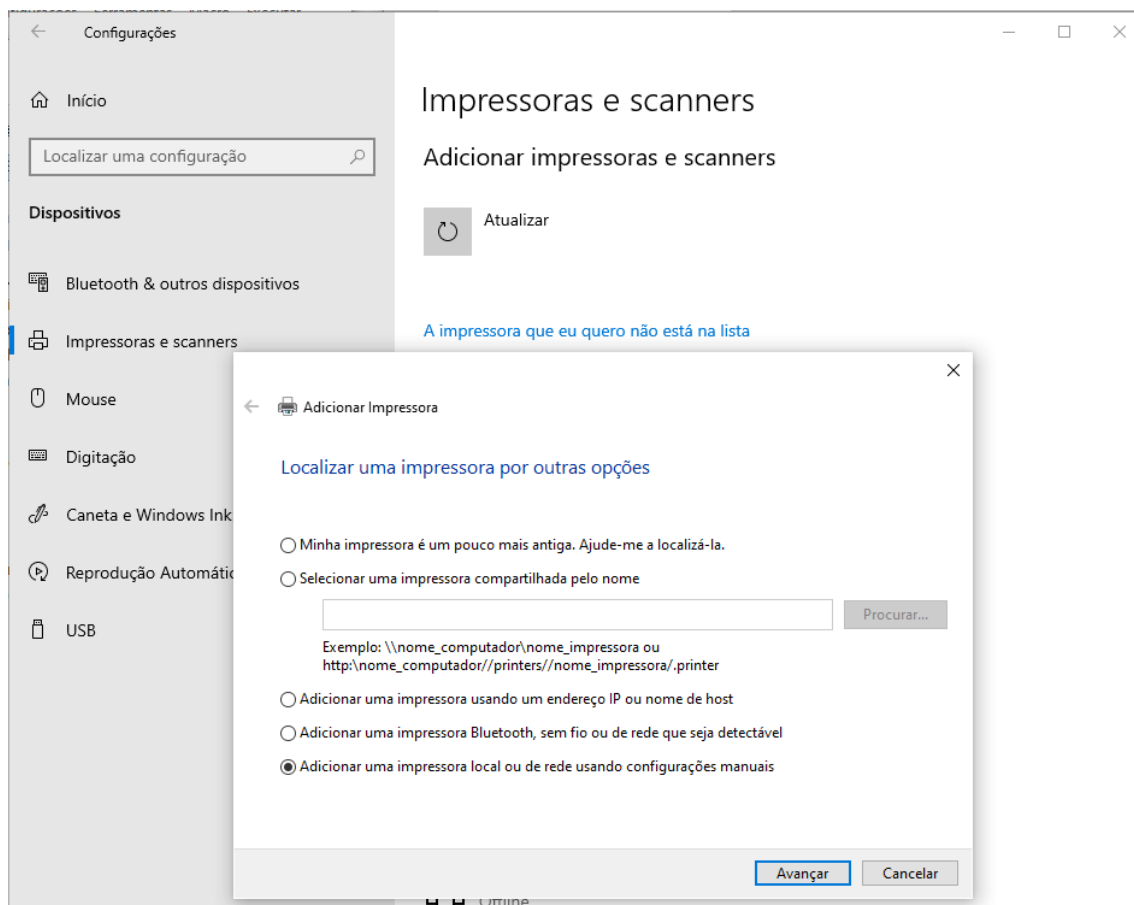 Configurações
Início
Localizar uma configuração
Dispositivos
Bluetooth & outros dispositivos
Impressoras e scanners
Mouse
Digitação
Caneta e Windows Ink
Reprodução Automátic
USB
Impressoras e scanners
Adicionar impressoras e scanners
Atualizar
A impressora que eu quero não está na lista
Adicionar Impressora
Localizar uma impressora por outras opções
Minha impressora é um pouco mais antiga. Ajude-me a localizá-la.
Selecionar uma impressora compartilhada pelo nome
Procurar...
Exemplo: \\nome_computador\nome_impressora ou
http:\nome_computador//printers//nome_impressora/.printer
Adicionar uma impressora usando um endereço IP ou nome de host
Adicionar uma impressora Bluetooth, sem fio ou de rede que seja detectável
Adicionar uma impressora local ou de rede usando configurações manuais
Avançar
Cancelar